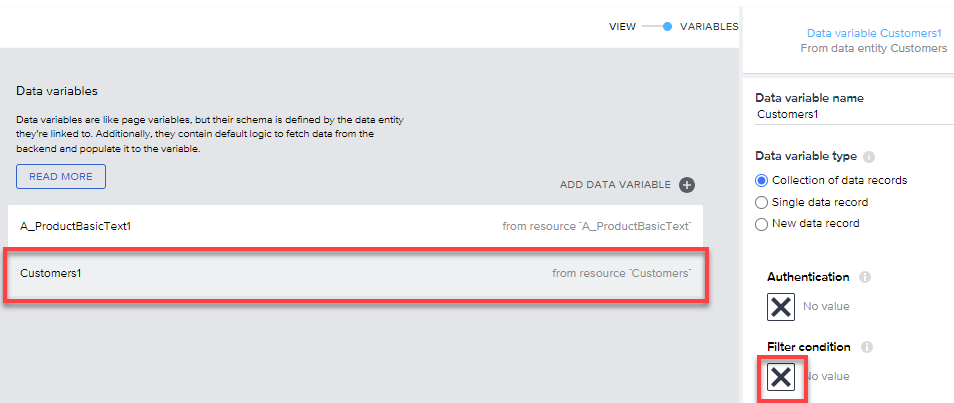 VIEW VARIABLES
Data variables
Data variables are like page variables, but their schema is defined by the data entity
they're linked to. Additionally, they contain default logic to fetch data from the
backend and populate it to the variable.
READ MORE
ADD DATA VARIABLE
A_ProductBasicText1 from resource "A_ProductBasicText"
Customers1 from resource "Customers"
Data variable Customers1
From data entity Customers
Data variable name
Customers1
Data variable type
Collection of data records
Single data record
New data record
Authentication
No value
Filter condition
No value